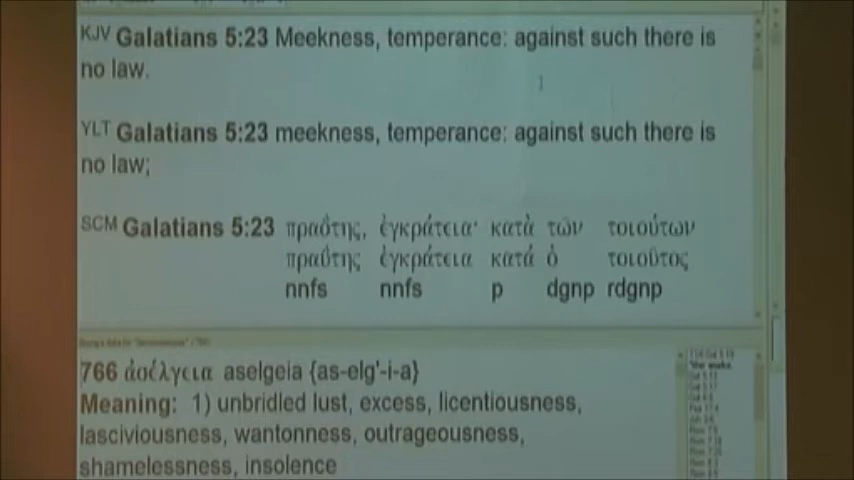 KJV Galatians 5:23 Meekness, temperance: against such there is
no law.
YLT Galatians 5:23 meekness, temperance: against such there is
no law;
SCM Galatians 5:23 πραΰτης, ἐγκράτεια· κατὰ τῶν τοιούτων
πραΰτης ἐγκράτεια κατά ὁ τοιοῦτος
nnfs nnfs p dgnp rdgnp
766 ἀσέλγεια aselgeia {as-elg'-i-a}
Meaning: 1) unbridled lust, excess, licentiousness,
lasciviousness, wantonness, outrageousness,
shamelessness, insolence